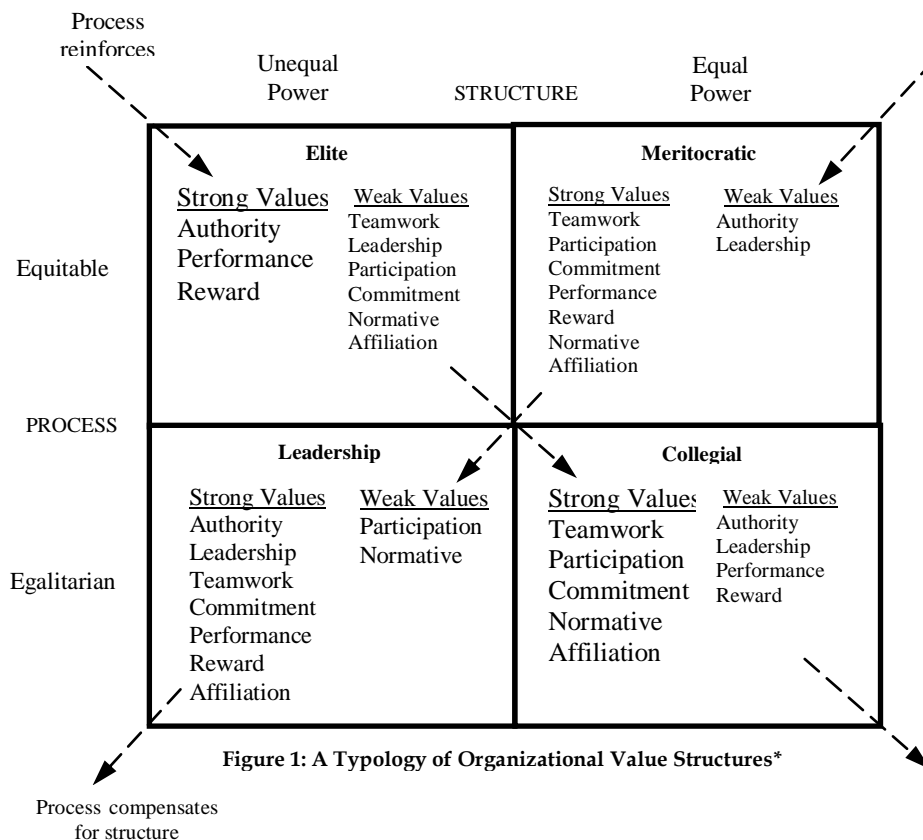 Process
reinforces
Unequal
Power
STRUCTURE
Equal
Power
Elite
Strong Values
Authority
Performance
Reward
Weak Values
Teamwork
Leadership
Participation
Commitment
Normative
Affiliation
Meritocratic
Strong Values
Teamwork
Participation
Commitment
Performance
Reward
Normative
Affiliation
Weak Values
Authority
Leadership
Equitable
PROCESS
Egalitarian
Leadership
Strong Values
Authority
Leadership
Teamwork
Commitment
Performance
Reward
Affiliation
Weak Values
Participation
Normative
Collegial
Strong Values
Teamwork
Participation
Commitment
Normative
Affiliation
Weak Values
Authority
Leadership
Performance
Reward
Figure 1: A Typology of Organizational Value Structures*
Process compensates
for structure